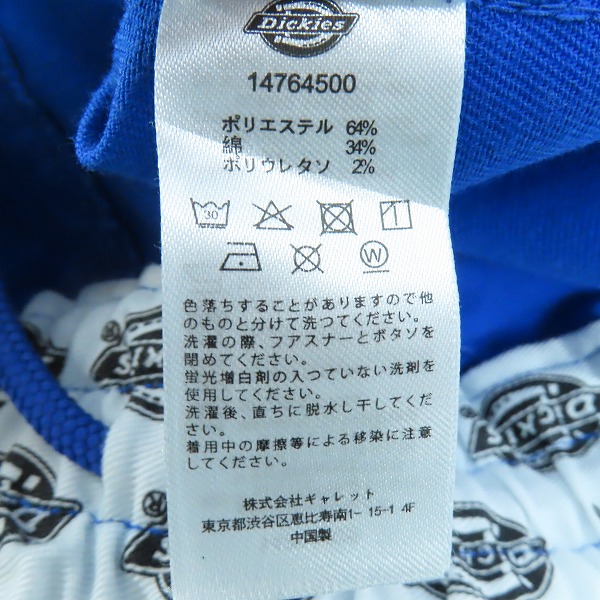 Dickies
14764500
ポリエステル 64%
綿 34%
ポリウレタソ 2%
30
W
色落ちすることがありますので他
のものと分けて洗つてください。
洗濯の際、フアスナーとボタソを
閉めてください。
蛍光増白剤の入つていない洗剤を
使用してください。
洗濯後、直ちに脱水し干してくださ
い。
着用中の摩擦等による移染に注意
してください。
株式会社ギャレット
東京都渋谷区恵比寿南1- 15-1 4F
中国製
Dickies